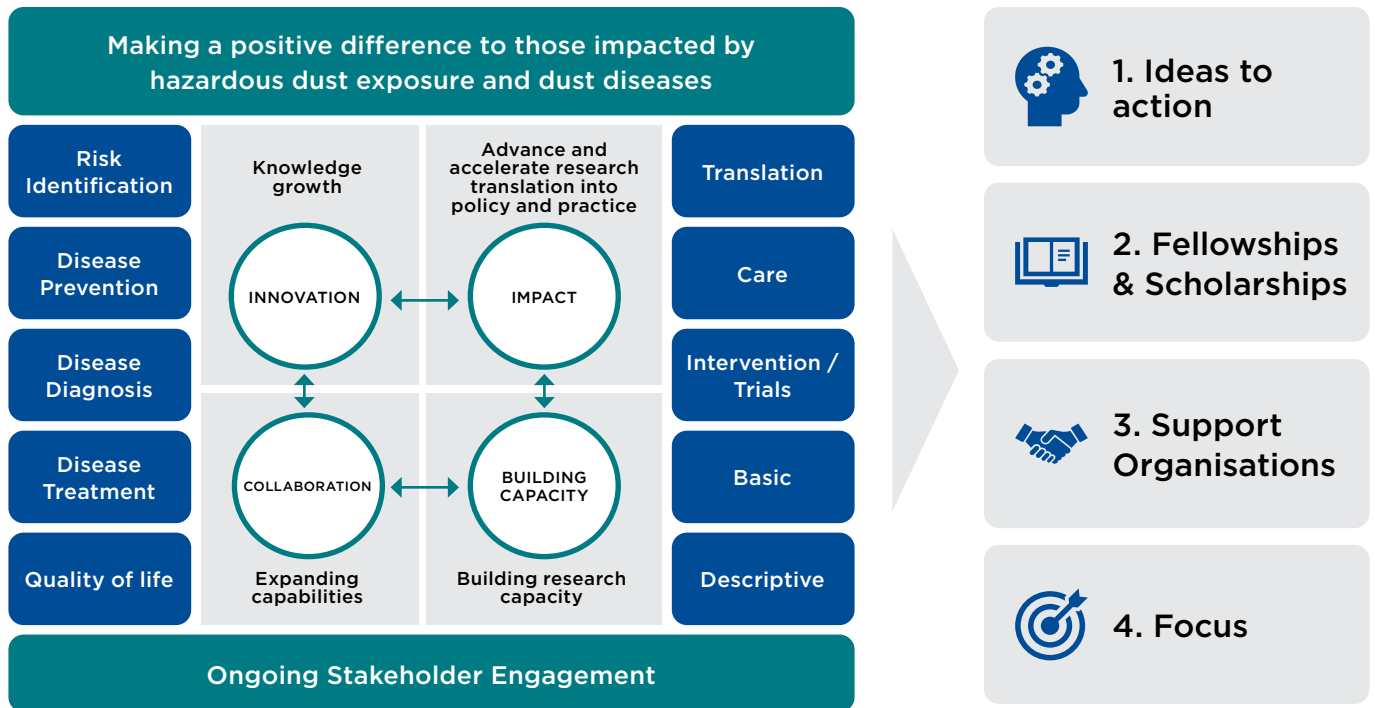 Making a positive difference to those impacted by
hazardous dust exposure and dust diseases
Risk
Identification
Disease
Prevention
Disease
Diagnosis
Disease
Treatment
Quality of life
Knowledge
growth
INNOVATION
Advance and
accelerate research
translation into
policy and practice
IMPACT
COLLABORATION
Expanding
capabilities
BUILDING
CAPACITY
Building research
capacity
Translation
Care
Intervention /
Trials
Basic
Descriptive
Ongoing Stakeholder Engagement
1. Ideas to
action
2. Fellowships
& Scholarships
3. Support
Organisations
4. Focus